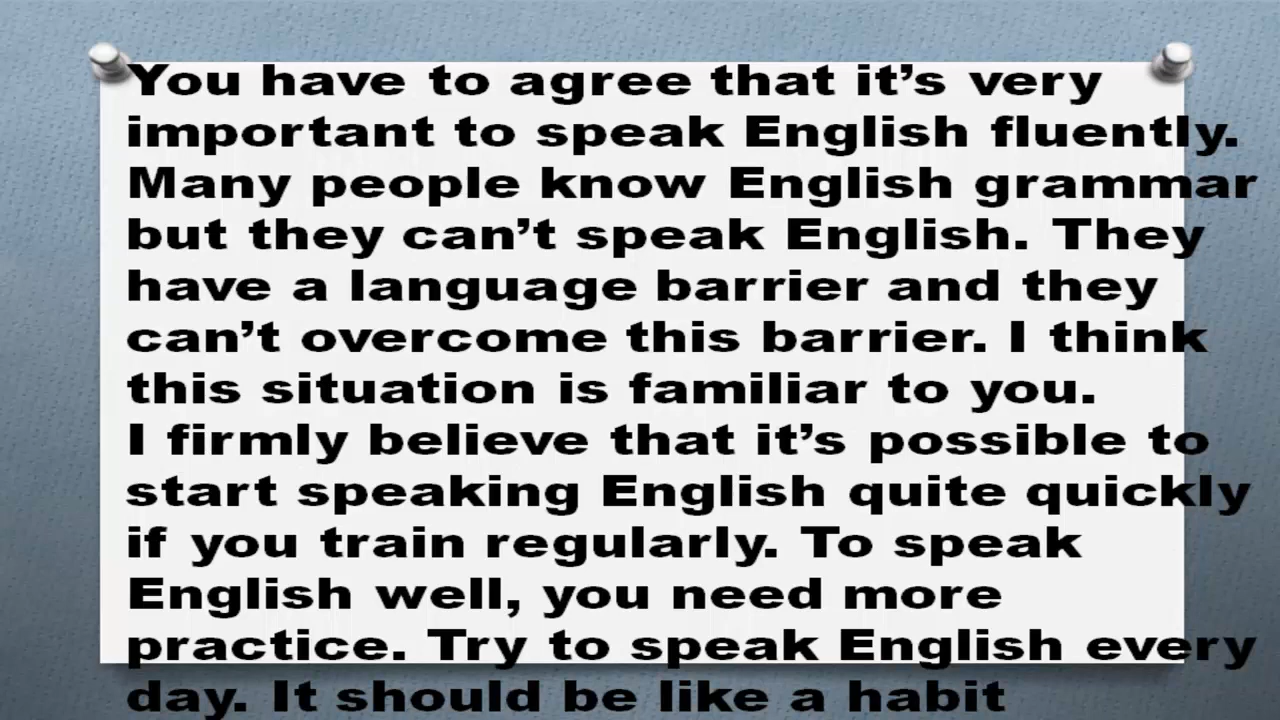 You have to agree that it’s very
important to speak English fluently.
Many people know English grammar
but they can’t speak English. They
have a language barrier and they
can’t overcome this barrier. I think
this situation is familiar to you.
I firmly believe that it’s possible to
start speaking English quite quickly
if you train regularly. To speak
English well, you need more
practice. Try to speak English every
day. It should be like a habit